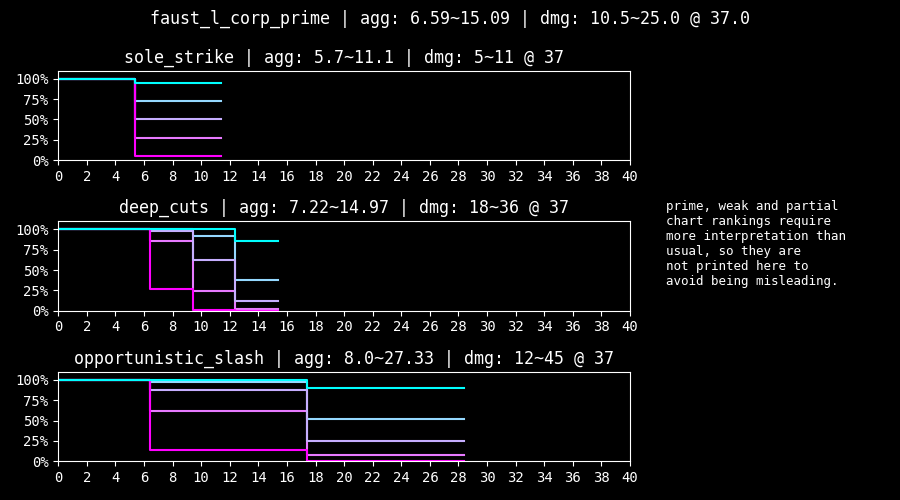 faust_l_corp_prime | agg: 6.59~15.09 | dmg: 10.5~25.0 @ 37.0
sole_strike | agg: 5.7~11.1 | dmg: 5~11 @ 37
100%
75%
50%
25%
0%
0 2 4 6 8 10 12 14 16 18 20 22 24 26 28 30 32 34 36 38 40
deep_cuts | agg: 7.22~14.97 | dmg: 18~36 @ 37
100%
75%
50%
25%
0%
0 2 4 6 8 10 12 14 16 18 20 22 24 26 28 30 32 34 36 38 40
prime, weak and partial
chart rankings require
more interpretation than
usual, so they are
not printed here to
avoid being misleading.
opportunistic_slash | agg: 8.0~27.33 | dmg: 12~45 @ 37
100%
75%
50%
25%
0%
0 2 4 6 8 10 12 14 16 18 20 22 24 26 28 30 32 34 36 38 40